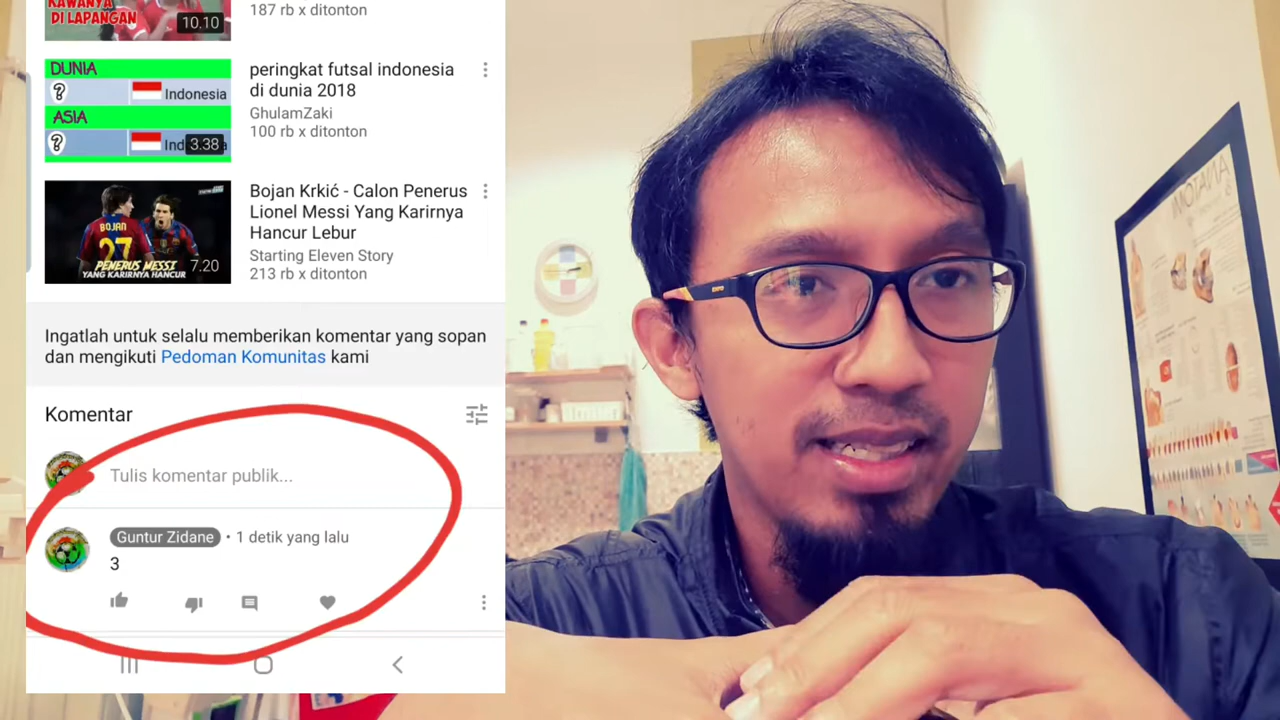 KAWANYA
DI LAPANGAN
10.10
187 rb x ditonton
DUNIA
?
Indonesia
ASIA
?
3.38
peringkat futsal indonesia
di dunia 2018
GhulamZaki
100 rb x ditonton
BOJAN
27
PENERUS MESSI
YANG KARIRNYA HANCUR
7.20
Bojan Krkić - Calon Penerus
Lionel Messi Yang Karirnya
Hancur Lebur
Starting Eleven Story
213 rb x ditonton
Ingatlah untuk selalu memberikan komentar yang sopan
dan mengikuti Pedoman Komunitas kami
Komentar
Tulis komentar publik...
Guntur Zidane • 1 detik yang lalu
3